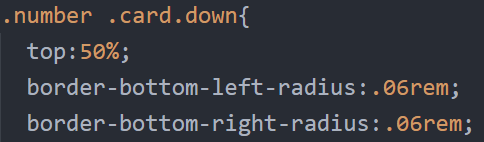 .number .card.down{
top:50%;
border-bottom-left-radius:.06rem;
border-bottom-right-radius:.06rem;